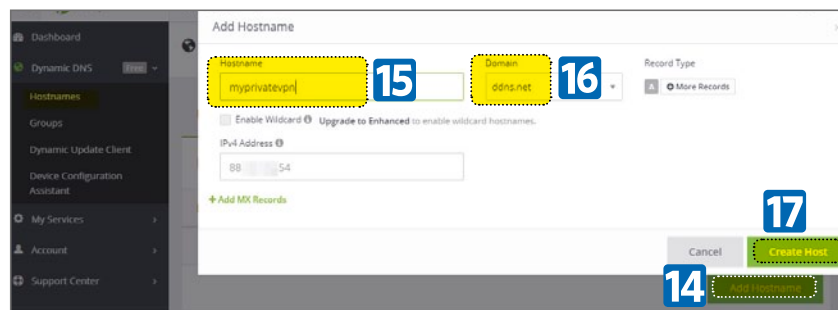 Dashboard
Dynamic DNS Free
Hostnames
Groups
Dynamic Update Client
Device Configuration
Assistant
My Services
Account
Support Center
Add Hostname
Hostname
myprivatevpn
15
Domain
ddns.net
16
Record Type
A More Records
Enable Wildcard Upgrade to Enhanced to enable wildcard hostnames.
IPv4 Address
88 54
+ Add MX Records
17
Cancel
Create Host
14
Add Hostname